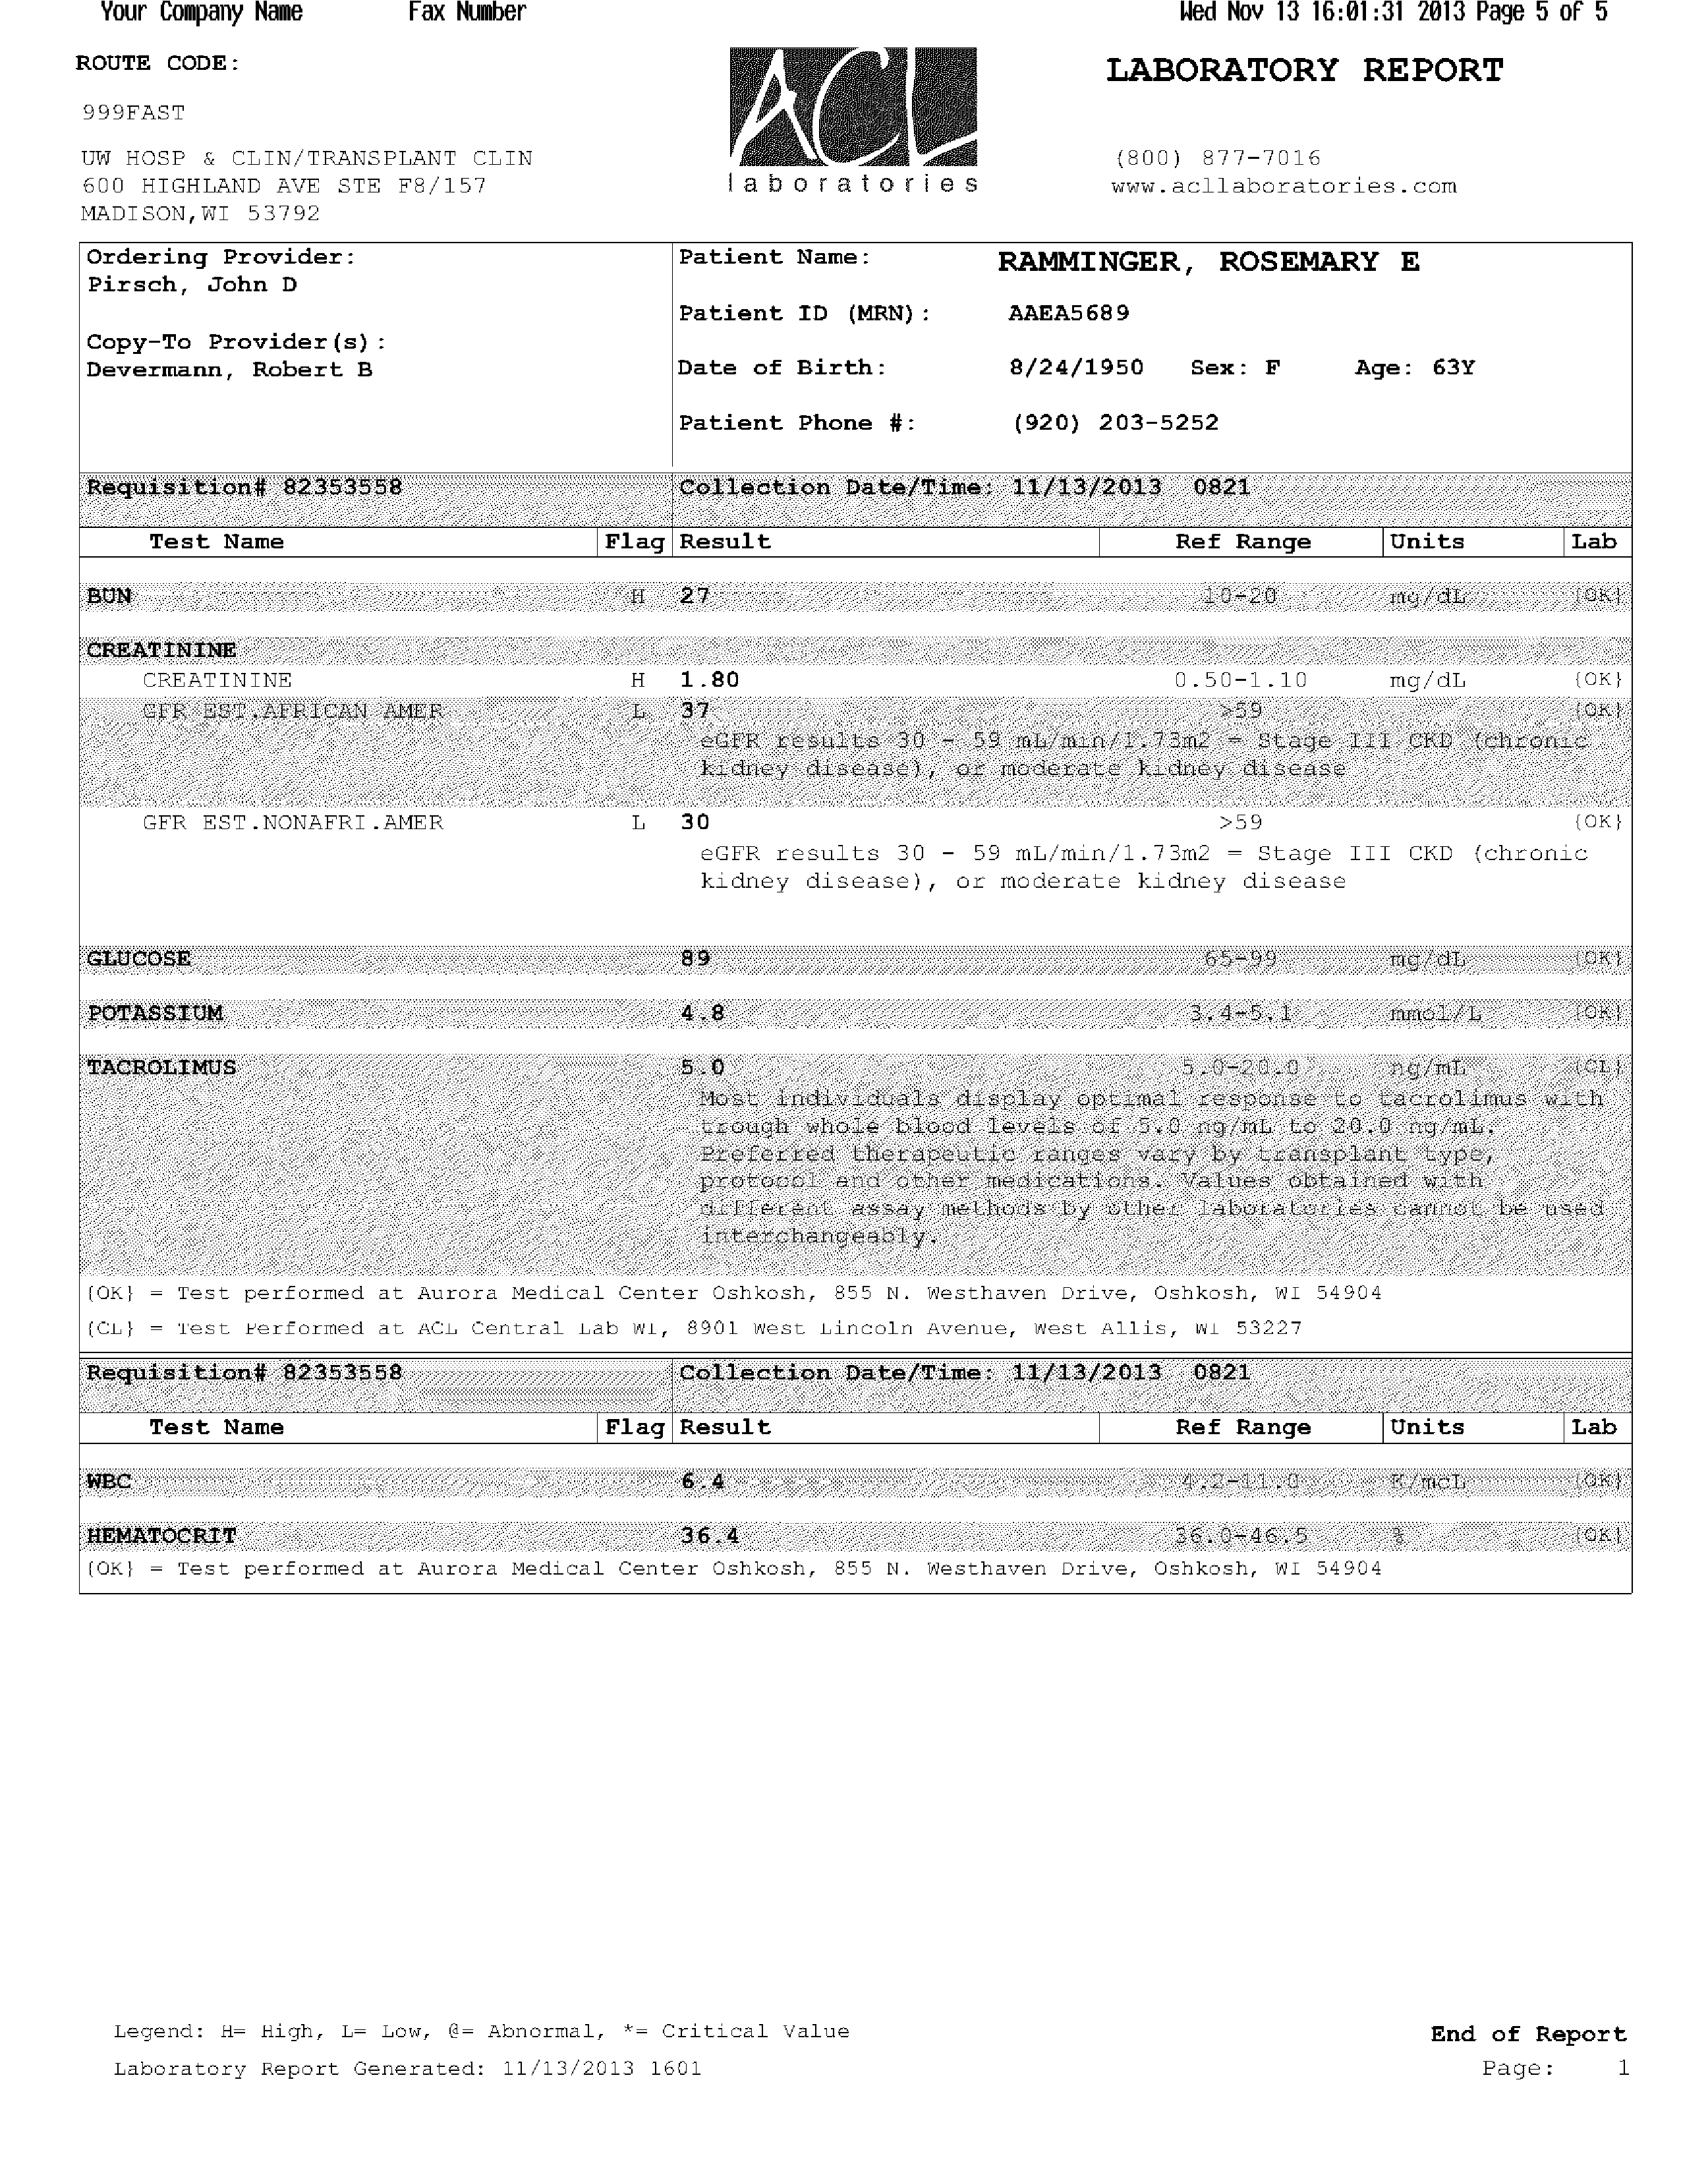 Your Company Name Fax Number Wed Nov 13 16:01:31 2013 Page 5 of 5
ROUTE CODE:
999FAST
UW HOSP & CLIN/TRANSPLANT CLIN
600 HIGHLAND AVE STE F8/157
MADISON,WI 53792
ACL
laboratories
LABORATORY REPORT
(800) 877-7016
www.acllaboratories.com
Ordering Provider:
Pirsch, John D
Copy-To Provider(s):
Devermann, Robert B
Patient Name: RAMMINGER, ROSEMARY E
Patient ID (MRN): AAEA5689
Date of Birth: 8/24/1950 Sex: F Age: 63Y
Patient Phone #: (920) 203-5252
Requisition# 82353558 Collection Date/Time: 11/13/2013 0821
Test Name Flag Result Ref Range Units Lab
BUN H 27 10-20 mg/dL {OK}
CREATININE
CREATININE H 1.80 0.50-1.10 mg/dL {OK}
GFR EST.AFRICAN AMER L 37 >59 {OK}
eGFR results 30 - 59 mL/min/1.73m2 = Stage III CKD (chronic
kidney disease), or moderate kidney disease
GFR EST.NONAFRI.AMER L 30 >59 {OK}
eGFR results 30 - 59 mL/min/1.73m2 = Stage III CKD (chronic
kidney disease), or moderate kidney disease
GLUCOSE 89 65-99 mg/dL {OK}
POTASSIUM 4.8 3.4-5.1 mmol/L {OK}
TACROLIMUS 5.0 5.0-20.0 ng/mL {CL}
Most individuals display optimal response to tacrolimus with
trough whole blood levels of 5.0 ng/mL to 20.0 ng/mL.
Preferred therapeutic ranges vary by transplant type,
protocol and other medications. Values obtained with
different assay methods by other laboratories cannot be used
interchangeably.
{OK} = Test performed at Aurora Medical Center Oshkosh, 855 N. Westhaven Drive, Oshkosh, WI 54904
{CL} = Test Performed at ACL Central Lab WI, 8901 West Lincoln Avenue, West Allis, WI 53227
Requisition# 82353558 Collection Date/Time: 11/13/2013 0821
Test Name Flag Result Ref Range Units Lab
WBC 6.4 4.2-11.0 K/mcL {OK}
HEMATOCRIT 36.4 36.0-46.5 % {OK}
{OK} = Test performed at Aurora Medical Center Oshkosh, 855 N. Westhaven Drive, Oshkosh, WI 54904
Legend: H= High, L= Low, @= Abnormal, *= Critical Value
End of Report
Laboratory Report Generated: 11/13/2013 1601
Page: 1